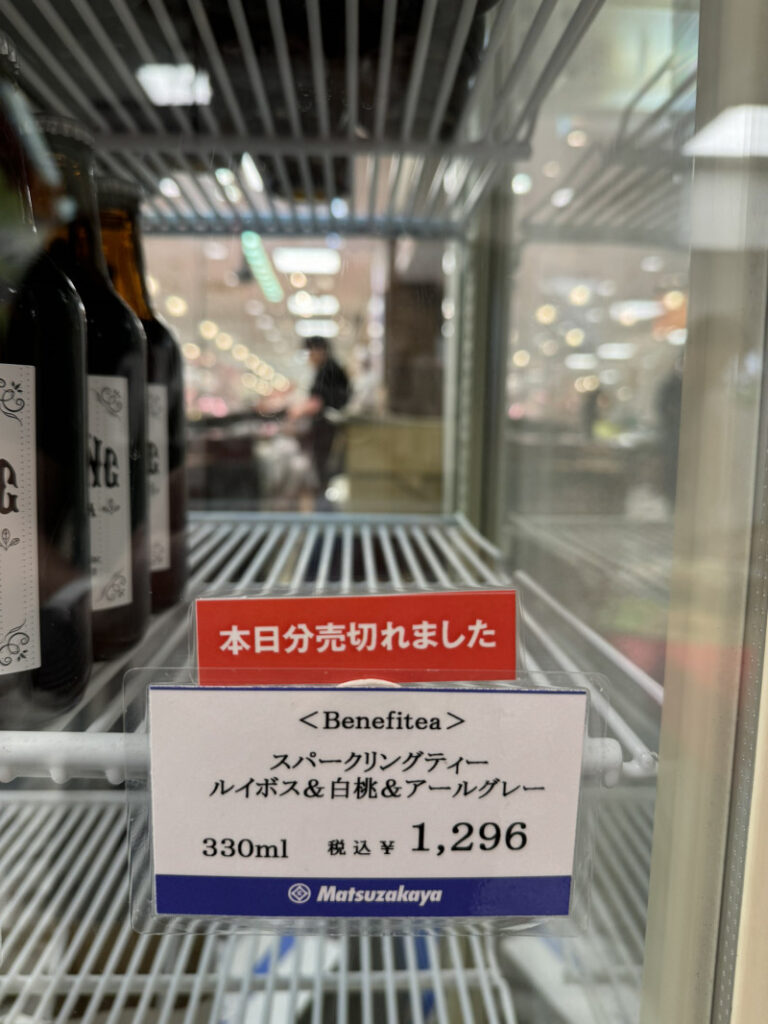 本日分売切れました
<Benefitea>
スパークリングティー
ルイボス&白桃&アールグレー
330ml 税込¥ 1,296
Matsuzakaya